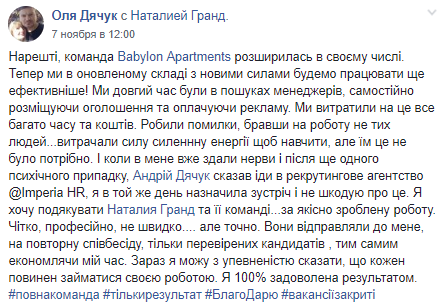 Оля Дячук с Наталией Гранд.
7 ноября в 12:00
Нарешті, команда Babylon Apartments розширилась в своєму числі.
Тепер ми в оновленому складі з новими силами будемо працювати ще
ефективніше! Ми довгий час були в пошуках менеджерів, самостійно
розміщуючи оголошення та оплачуючи рекламу. Ми витратили на це все
багато часу та коштів. Робили помилки, бравши на роботу не тих
людей...витрачали силу силеннну енергії щоб навчити, але їм це не
було потрібно. І коли в мене вже здалі нерви і після ще одного
психічного припадку, Андрій Дячук сказав іди в рекрутингове агентство
@Imperia HR, я в той же день назначила зустріч і не шкодую про це. Я
хочу подякувати Наталия Гранд та її команді...за якісно зроблену роботу.
Чітко, професійно, не швидко.... але точно. Вони відправляли до мене,
на повторну співбесіду, тільки перевірених кандидатів , тим самим
економлячи мій час. Зараз я можу з упевненістю сказати, що кожен
повинен займатися своєю роботою. Я 100% задоволена результатом.
#повнакоманда #тількирезультат #БлагоДарю #вакансіїзакриті